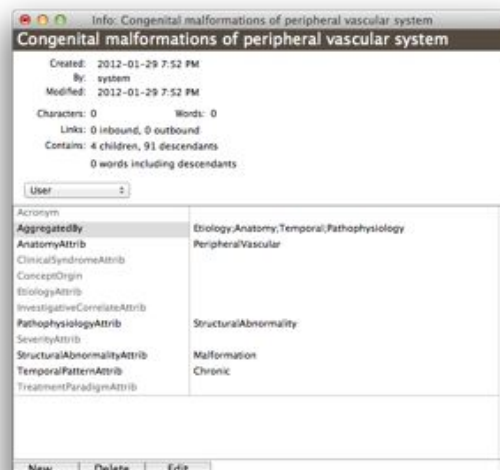 Info: Congenital malformations of peripheral vascular system
Congenital malformations of peripheral vascular system
Created: 2012-01-29 7:52 PM
By: system
Modified: 2012-01-29 7:52 PM
Characters: 0 Words: 0
Links: 0 inbound, 0 outbound
Contains: 4 children, 91 descendants
0 words including descendants
User
Acronym
AggregatedBy Etiology;Anatomy;Temporal;Pathophysiology
AnatomyAttrib PeripheralVascular
ClinicalSyndromeAttrib
ConceptOrgin
EtiologyAttrib
InvestigativeCorrelateAttrib
PathophysiologyAttrib StructuralAbnormality
SeverityAttrib
StructuralAbnormalityAttrib Malformation
TemporalPatternAttrib Chronic
TreatmentParadigmAttrib
New Delete Edit